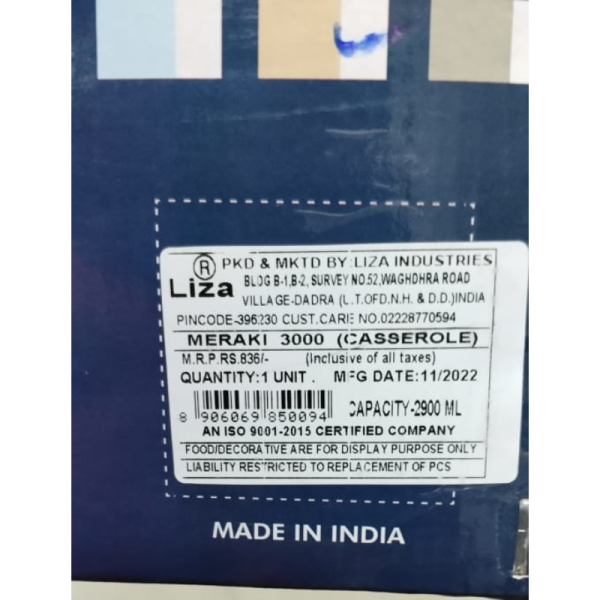 ® PKD & MKTD BY:LIZA INDUSTRIES
Liza BLDG B-1,B-2, SURVEY NO.52,WAGHDHRA ROAD
VILLAGE-DADRA (U.T.OFD.N.H. & D.D.)INDIA
PINCODE-396230 CUST.CARE NO.02228770594
MERAKI 3000 (CASSEROLE)
M.R.P.RS.836/- (Inclusive of all taxes)
QUANTITY:1 UNIT . MFG DATE:11/2022
8 906069 850094 CAPACITY-2900 ML
AN ISO 9001-2015 CERTIFIED COMPANY
FOOD/DECORATIVE ARE FOR DISPLAY PURPOSE ONLY
LIABILITY RESTRICTED TO REPLACEMENT OF PCS
MADE IN INDIA